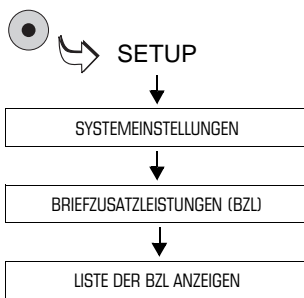 SETUP
SYSTEMEINSTELLUNGEN
BRIEFZUSATZLEISTUNGEN (BZL)
LISTE DER BZL ANZEIGEN